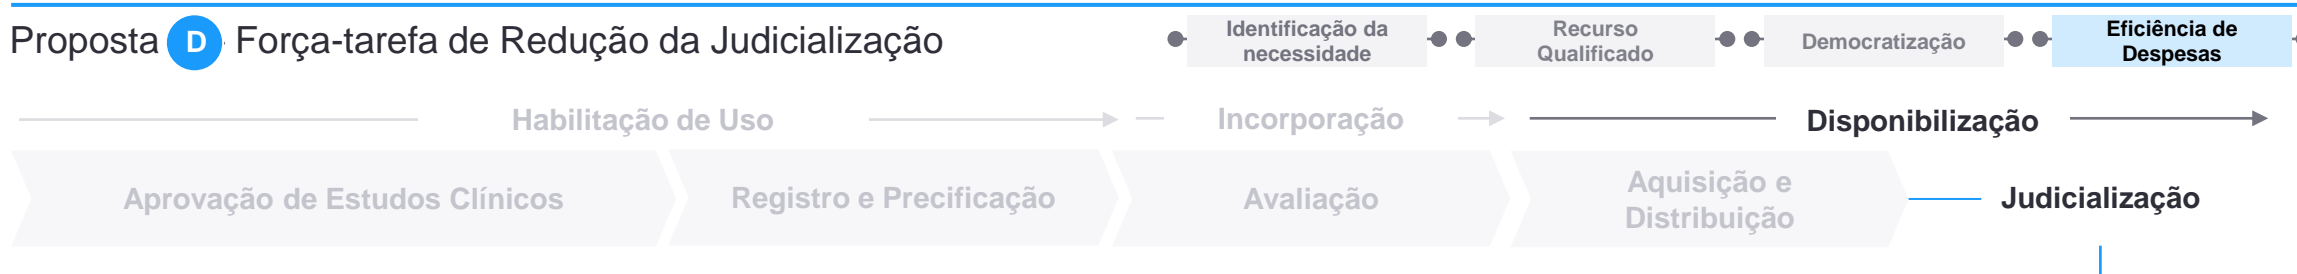 Proposta D Força-tarefa de Redução da Judicialização
Identificação da
necessidade
Recurso
Qualificado
Democratização
Eficiência de
Despesas
Habilitação de Uso
Incorporação
Disponibilização
Aprovação de Estudos Clínicos
Registro e Precificação
Avaliação
Aquisição e
Distribuição
Judicialização